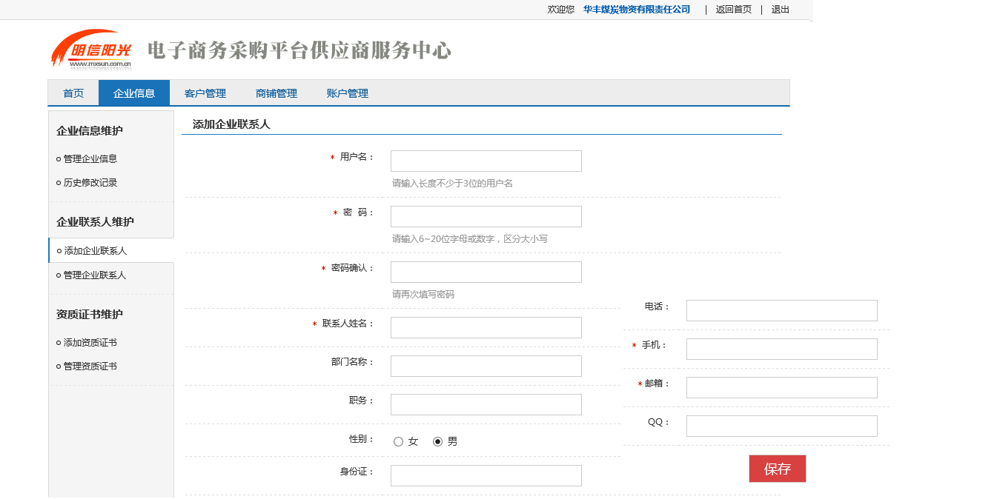 欢迎您 华丰煤炭物资有限责任公司 | 返回首页 | 退出
明信阳光
www.mxsun.com.cn
电子商务采购平台供应商服务中心
首页 企业信息 客户管理 商铺管理 账户管理
企业信息维护
管理企业信息
历史修改记录
企业联系人维护
添加企业联系人
管理企业联系人
资质证书维护
添加资质证书
管理资质证书
添加企业联系人
* 用户名：
请输入长度不少于3位的用户名
* 密 码：
请输入6~20位字母或数字，区分大小写
* 密码确认：
请再次填写密码
* 联系人姓名：
部门名称：
职务：
性别： 女 男
身份证：
电话：
* 手机：
* 邮箱：
QQ：
保存